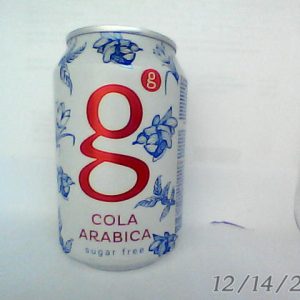 g
g
COLA
ARABICA
sugar free
12/14/2